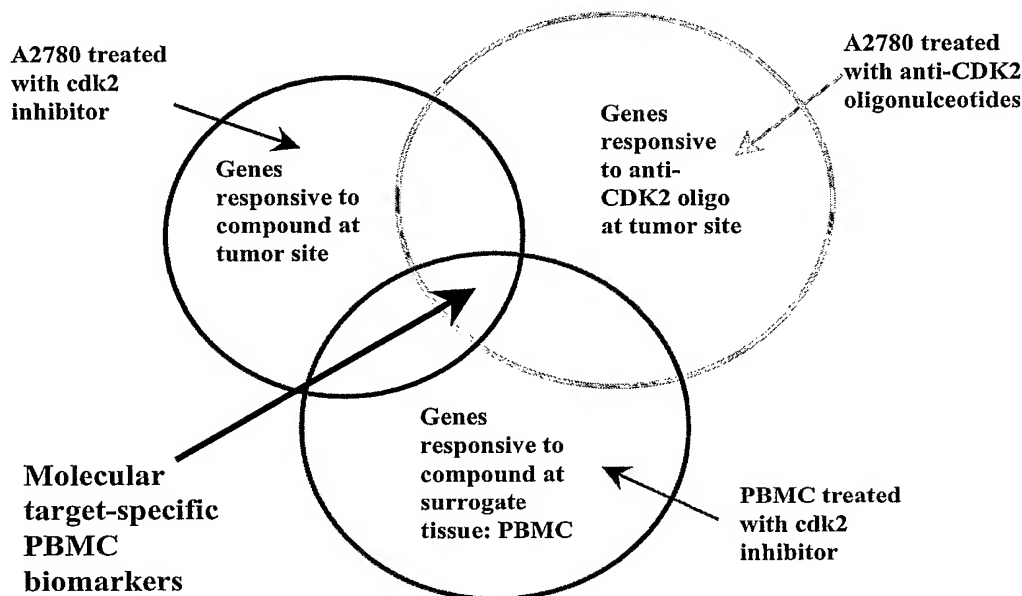 A2780 treated
with cdk2
inhibitor
A2780 treated
with anti-CDK2
oligonulceotides
Genes
responsive to
compound at
tumor site
Genes
responsive
to anti-
CDK2 oligo
at tumor site
Genes
responsive to
compound at
surrogate
tissue: PBMC
Molecular
target-specific
PBMC
biomarkers
PBMC treated
with cdk2
inhibitor